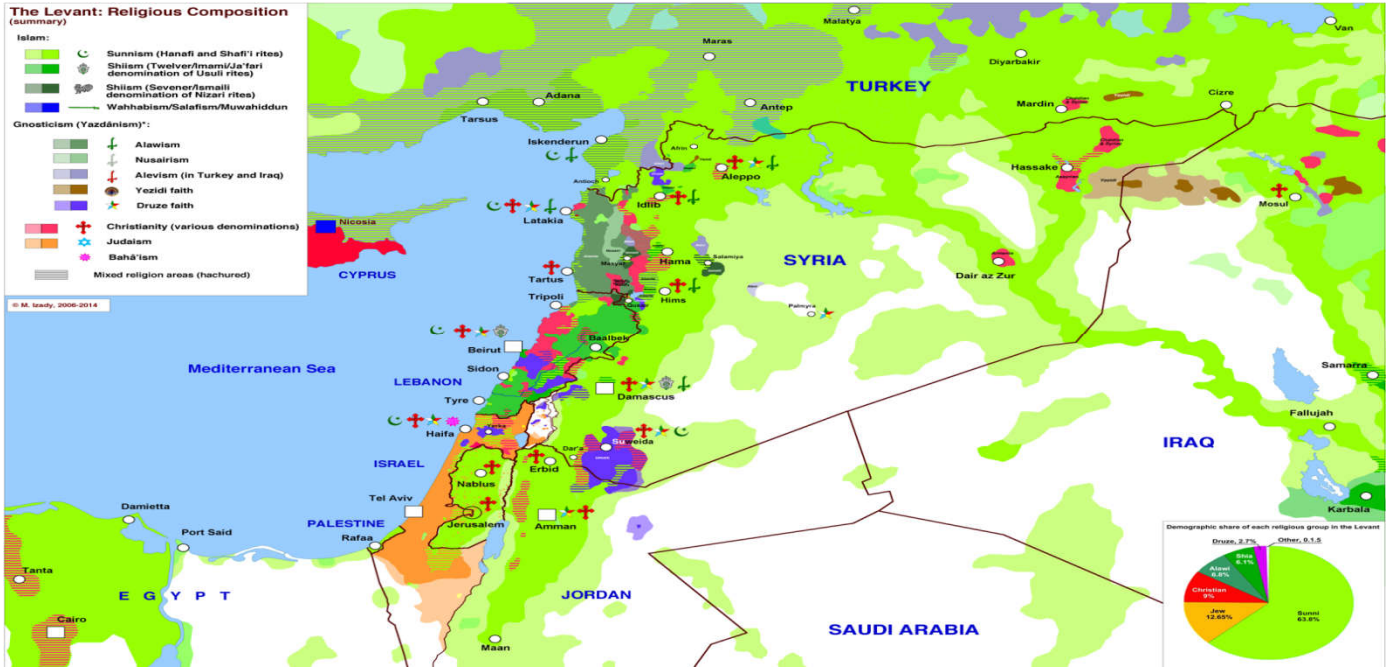 The Levant: Religious Composition
(summary)
Islam:
Sunnism (Hanafi and Shafi'i rites)
Shiism (Twelver/Imami/Ja'fari
denomination of Usuli rites)
Shiism (Sevener/Ismaili
denomination of Nizari rites)
Wahhabism/Salafism/Muwahiddun
Gnosticism (Yazdânism)*:
Alawism
Nusairism
Alevism (in Turkey and Iraq)
Yezidi faith
Druze faith
Christianity (various denominations)
Judaism
Bahá'ism
Mixed religion areas (hachured)
© M. Izady, 2006-2014
Malatya
Van
Maras
Diyarbakir
TURKEY
Adana
Antep
Mardin
Cizre
Tarsus
Iskenderun
Afrin
Aleppo
Hassake
Antioch
Idlib
Mosul
Latakia
Nicosia
CYPRUS
Hama
Salamiya
SYRIA
Masyaf
Dair az Zur
Tartus
Hims
Tripoli
Palmyra
Beirut
Baalbek
Mediterranean Sea
Sidon
Samarra
LEBANON
Damascus
Tyre
Fallujah
Haifa
Suweida
IRAQ
Dar'a
ISRAEL
Erbid
Nablus
Karbala
Tel Aviv
Damietta
Jerusalem
Amman
PALESTINE
Port Said
Rafaa
Tanta
EGYPT
JORDAN
Cairo
Maan
SAUDI ARABIA
Demographic share of each religious group in the Levant
Druze, 2.7%
Other, 0.1.5
Shia
Alawi
Christian
9%
Sunni
63.8%
Jew
12.65%